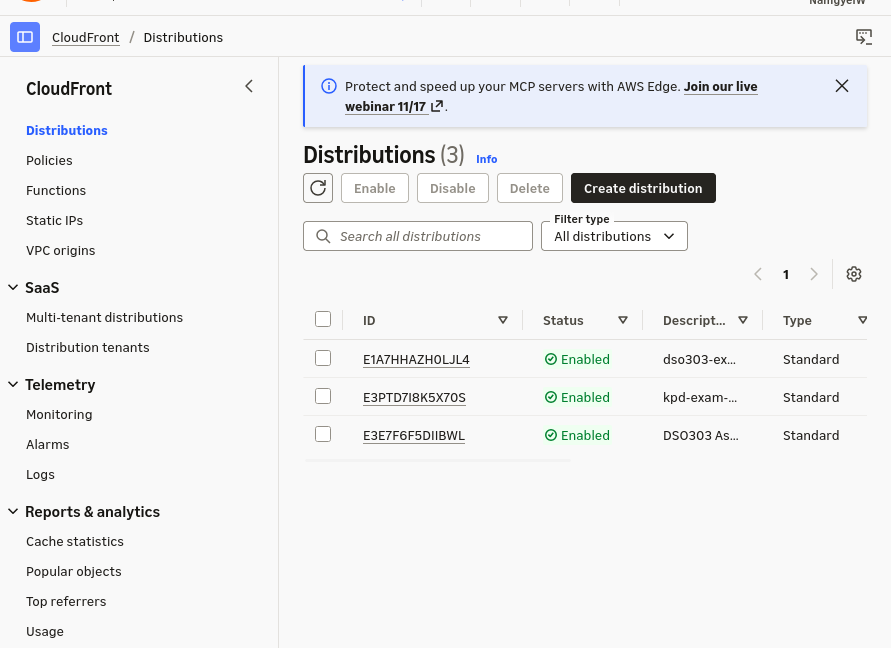 CloudFront / Distributions
CloudFront
Distributions
Policies
Functions
Static IPs
VPC origins
SaaS
Multi-tenant distributions
Distribution tenants
Telemetry
Monitoring
Alarms
Logs
Reports & analytics
Cache statistics
Popular objects
Top referrers
Usage
Protect and speed up your MCP servers with AWS Edge. Join our live
webinar 11/17 .
Distributions (3) Info
Enable Disable Delete Create distribution
Filter type
Search all distributions All distributions
1
ID Status Descript... Type
E1A7HHAZH0LJL4 Enabled dso303-ex... Standard
E3PTD7I8K5X70S Enabled kpd-exam-... Standard
E3E7F6F5DIIBWL Enabled DSO303 As... Standard